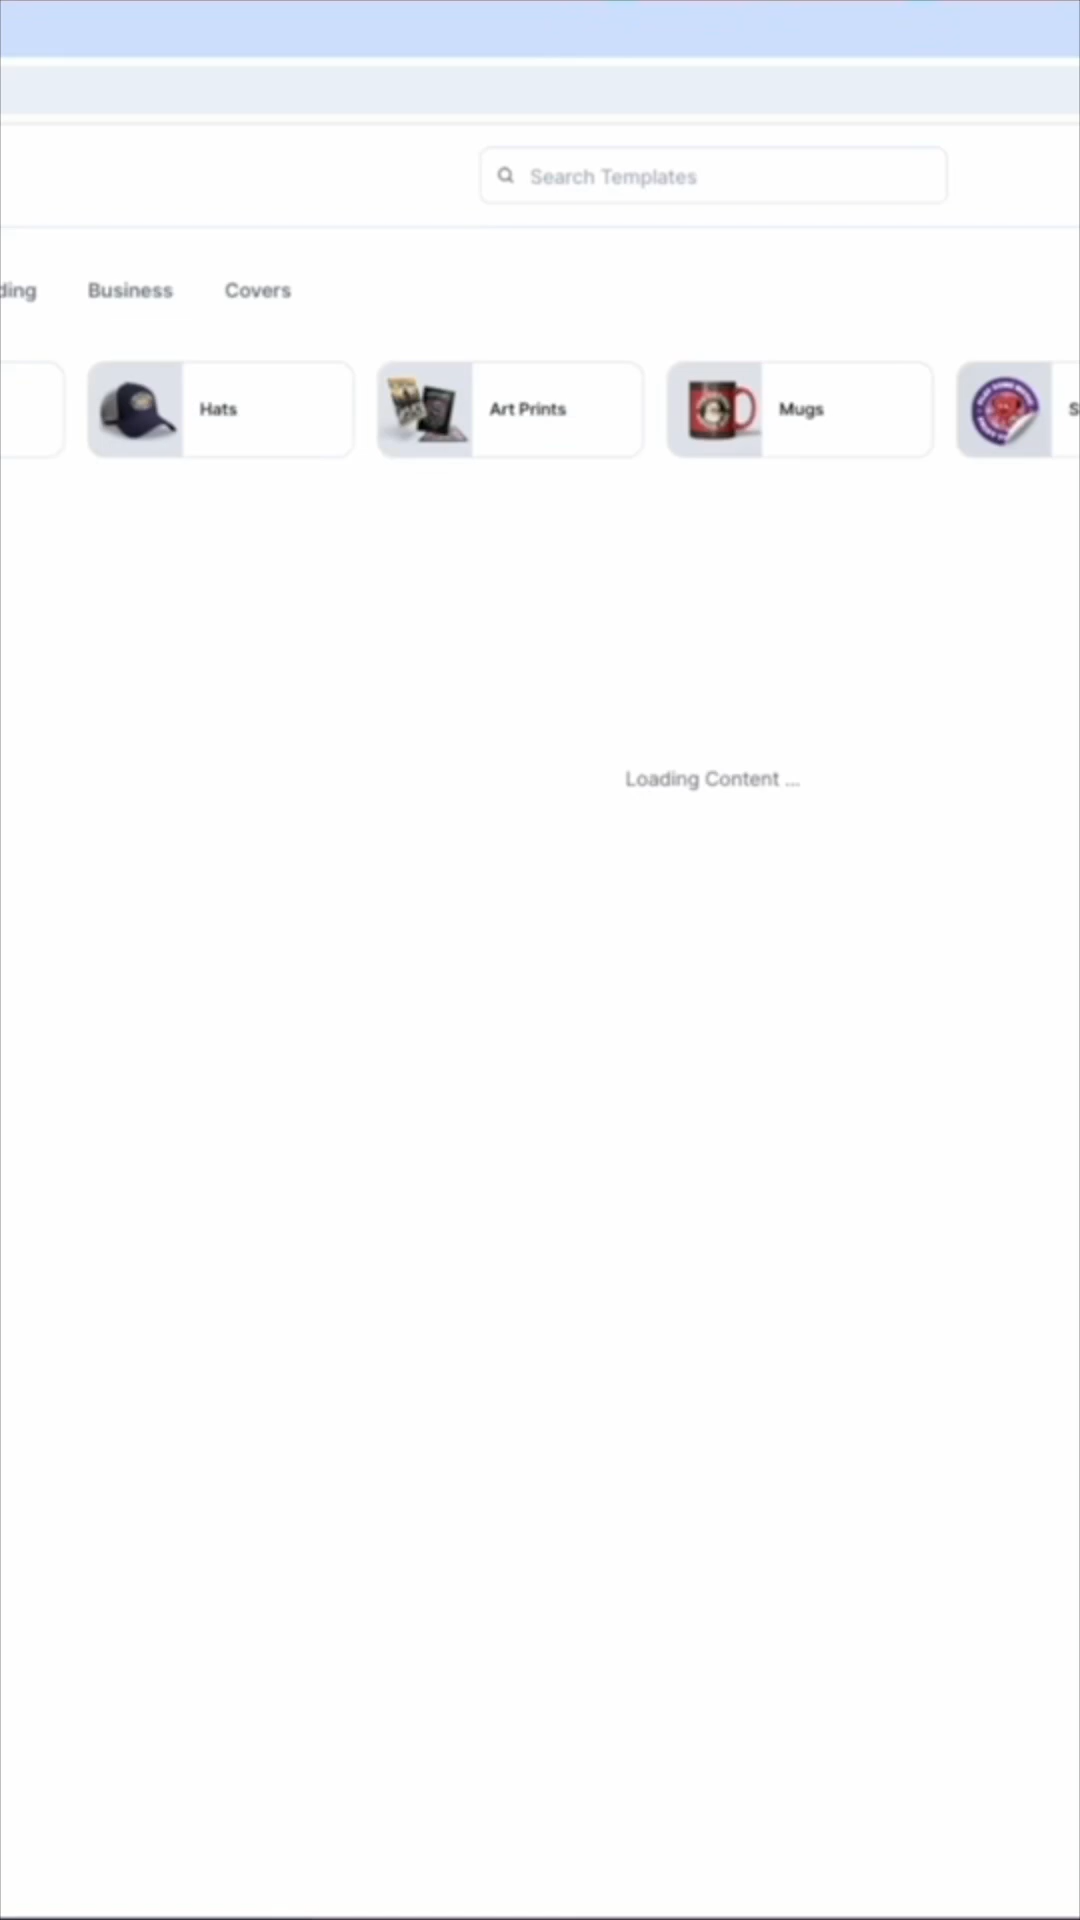 Search Templates
Business Covers
Hats Art Prints Mugs
Loading Content ...